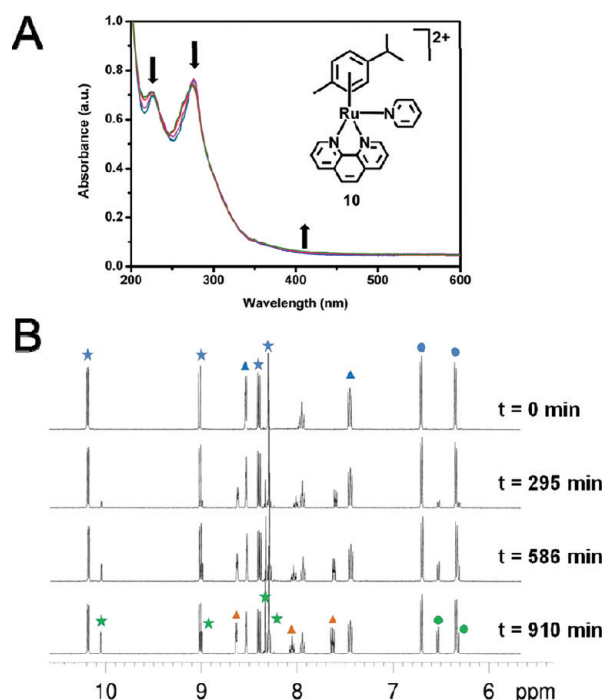 A
Absorbance (a.u.)
1.0
0.8
0.6
0.4
0.2
0.0
200 300 400 500 600
Wavelength (nm)
2+
Ru
N
N N
10
B
t = 0 min
t = 295 min
t = 586 min
t = 910 min
10 9 8 7 6 ppm